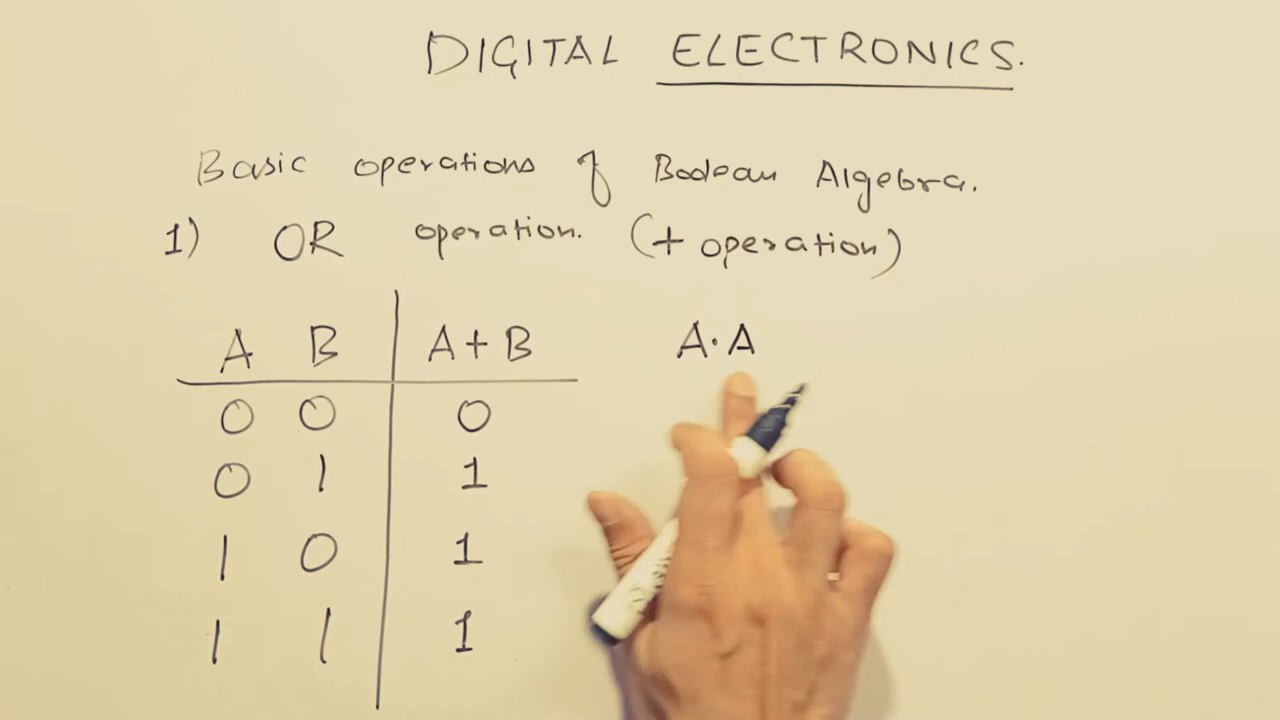 DIGITAL ELECTRONICS.
Basic operations of Boolean Algebra.
1) OR operation. (+ operation)
A B A+B A·A
0 0 0
0 1 1
1 0 1
1 1 1